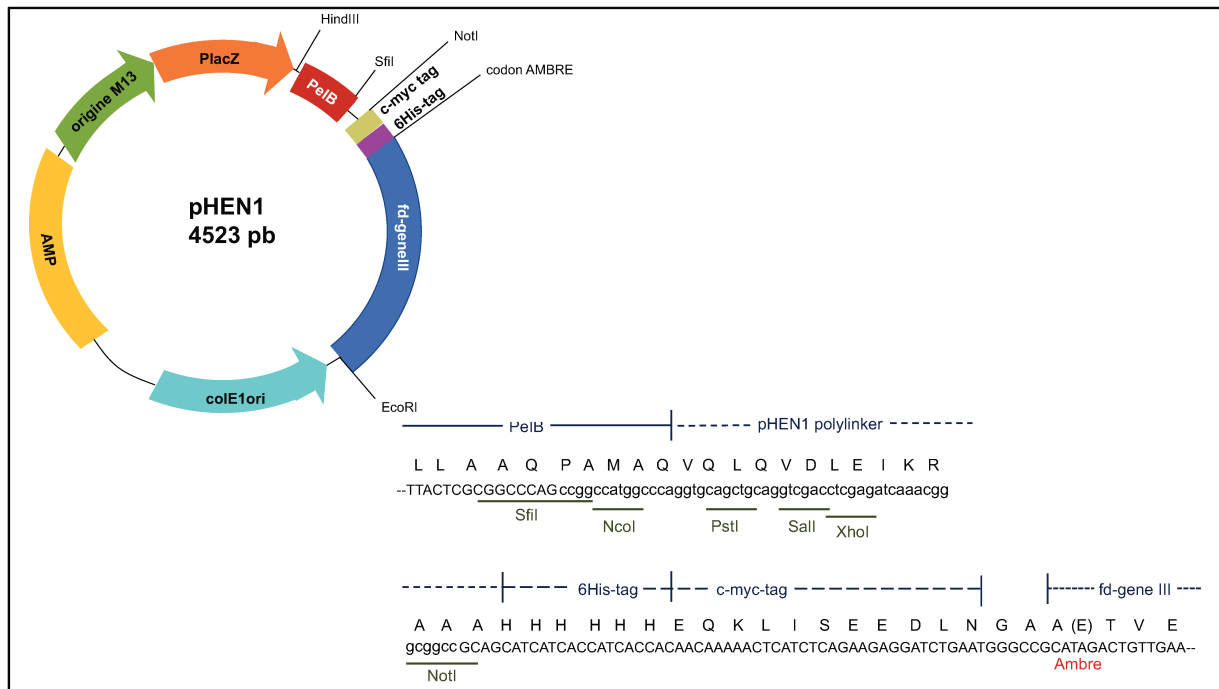 HindIII
PlacZ
NotI
SfiI
PelB
c-myc tag
codon AMBRE
6His-tag
origine M13
pHEN1
4523 pb
AMP
fd-geneIII
colE1ori
EcoRI
PelB pHEN1 polylinker
L L A A Q P A M A Q V Q L Q V D L E I K R
--TTACTCGCGGCCCAGccggccatggcccaggtgcagctgcaggtcgacctcgagatcaaacgg
SfiI NcoI PstI SalI XhoI
6His-tag c-myc-tag fd-gene III
A A A H H H H H H E Q K L I S E E D L N G A A (E) T V E
gcggccGCAGCATCATCACCATCACCACAACAAAAACTCATCTCAGAAGAGGATCTGAATGGGCCGCATAGACTGTTGAA--
NotI Ambre